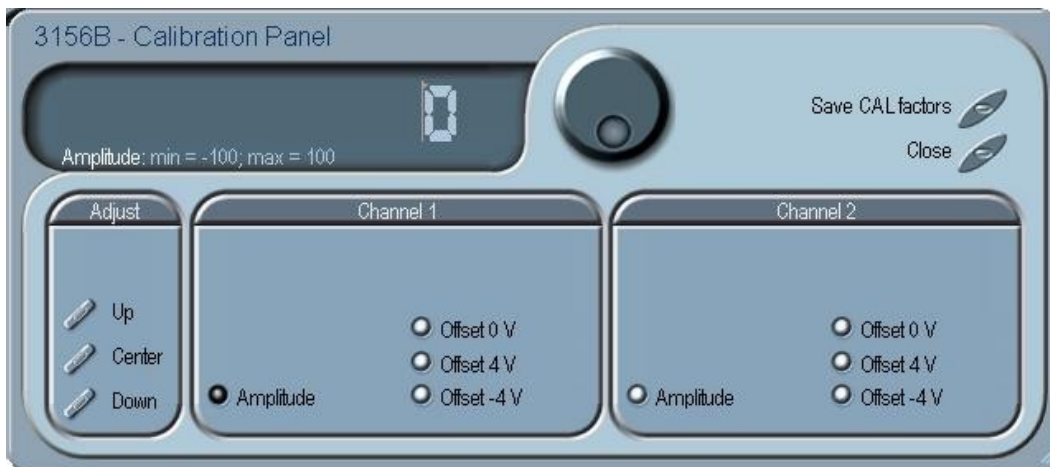 3156B - Calibration Panel
0
Amplitude: min = -100; max = 100
Save CAL factors
Close
Adjust
Up
Center
Down
Channel 1
Offset 0 V
Offset 4 V
Amplitude
Offset -4 V
Channel 2
Offset 0 V
Offset 4 V
Amplitude
Offset -4 V